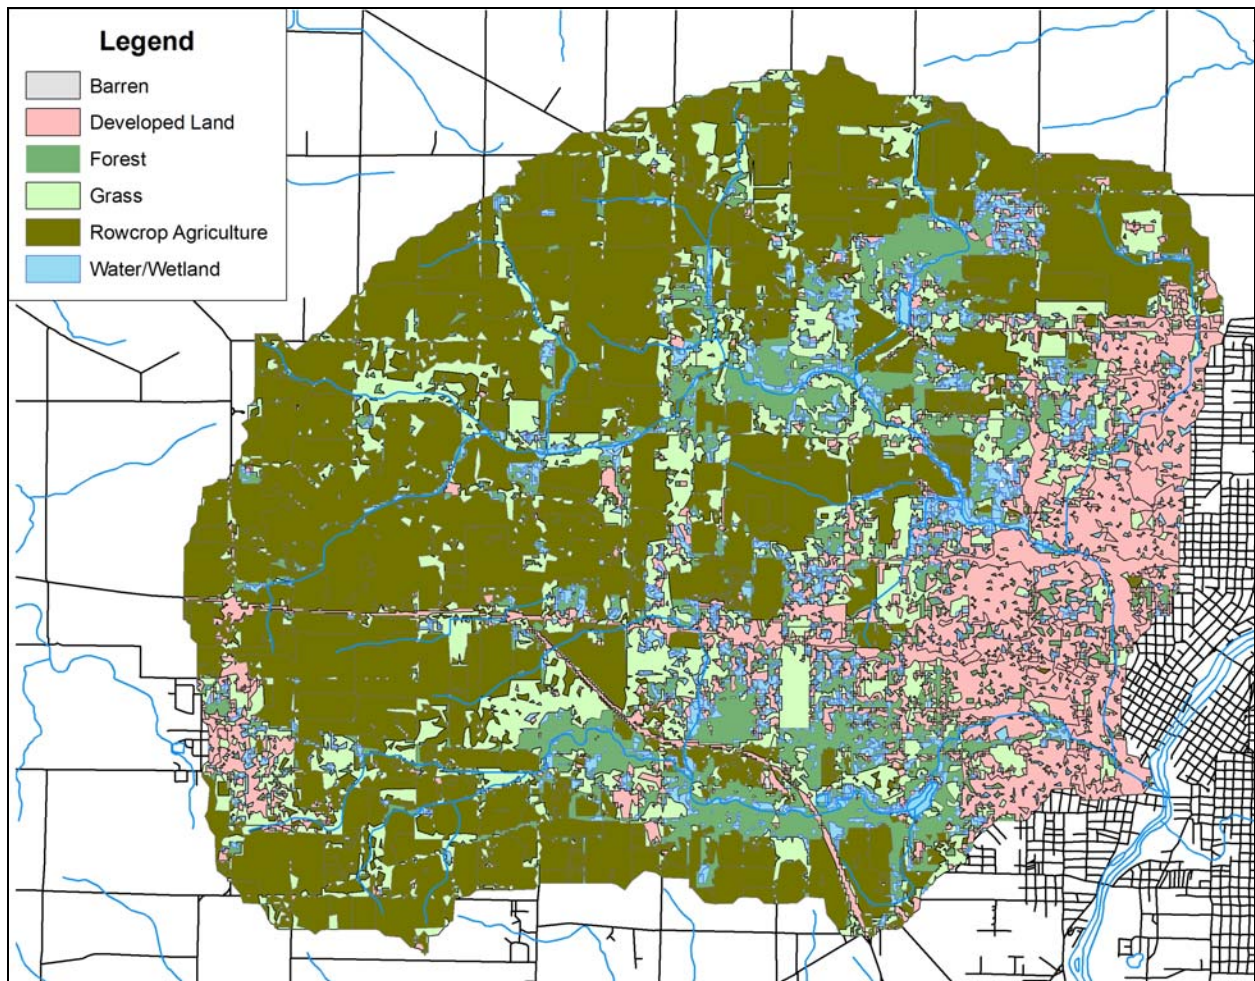 Legend
Barren
Developed Land
Forest
Grass
Rowcrop Agriculture
Water/Wetland